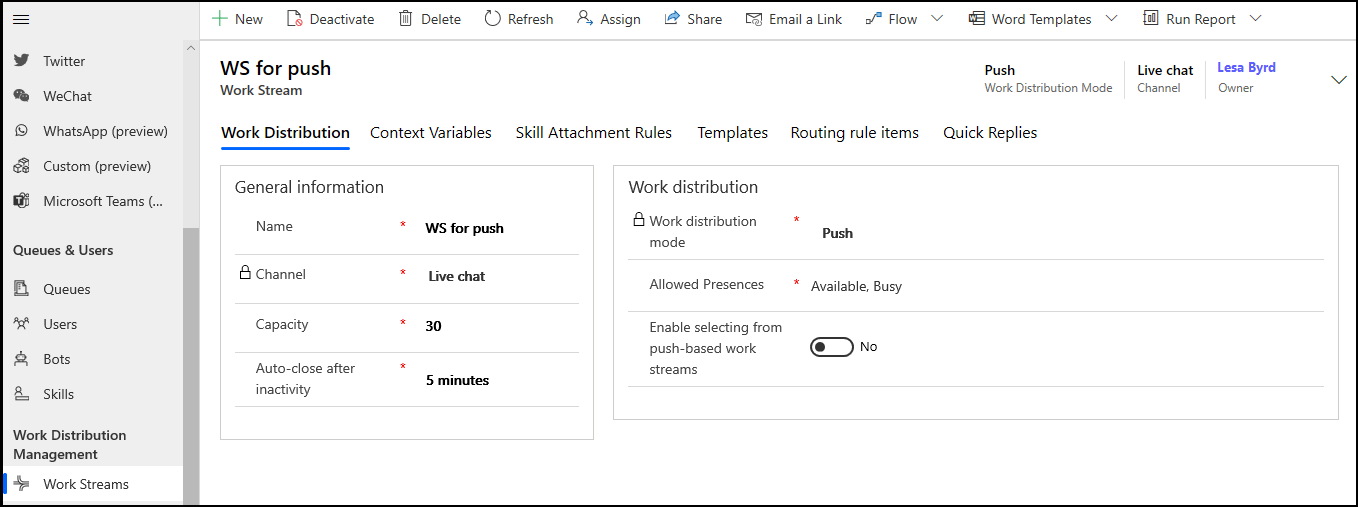 New
Deactivate
Delete
Refresh
Assign
Share
Email a Link
Flow
Word Templates
Run Report
Twitter
WeChat
WhatsApp (preview)
Custom (preview)
Microsoft Teams (...
Queues & Users
Queues
Users
Bots
Skills
Work Distribution
Management
Work Streams
WS for push
Work Stream
Push
Work Distribution Mode
Live chat
Channel
Lesa Byrd
Owner
Work Distribution
Context Variables
Skill Attachment Rules
Templates
Routing rule items
Quick Replies
General information
Name * WS for push
Channel * Live chat
Capacity * 30
Auto-close after
inactivity
* 5 minutes
Work distribution
Work distribution
mode
* Push
Allowed Presences * Available, Busy
Enable selecting from
push-based work
streams
No